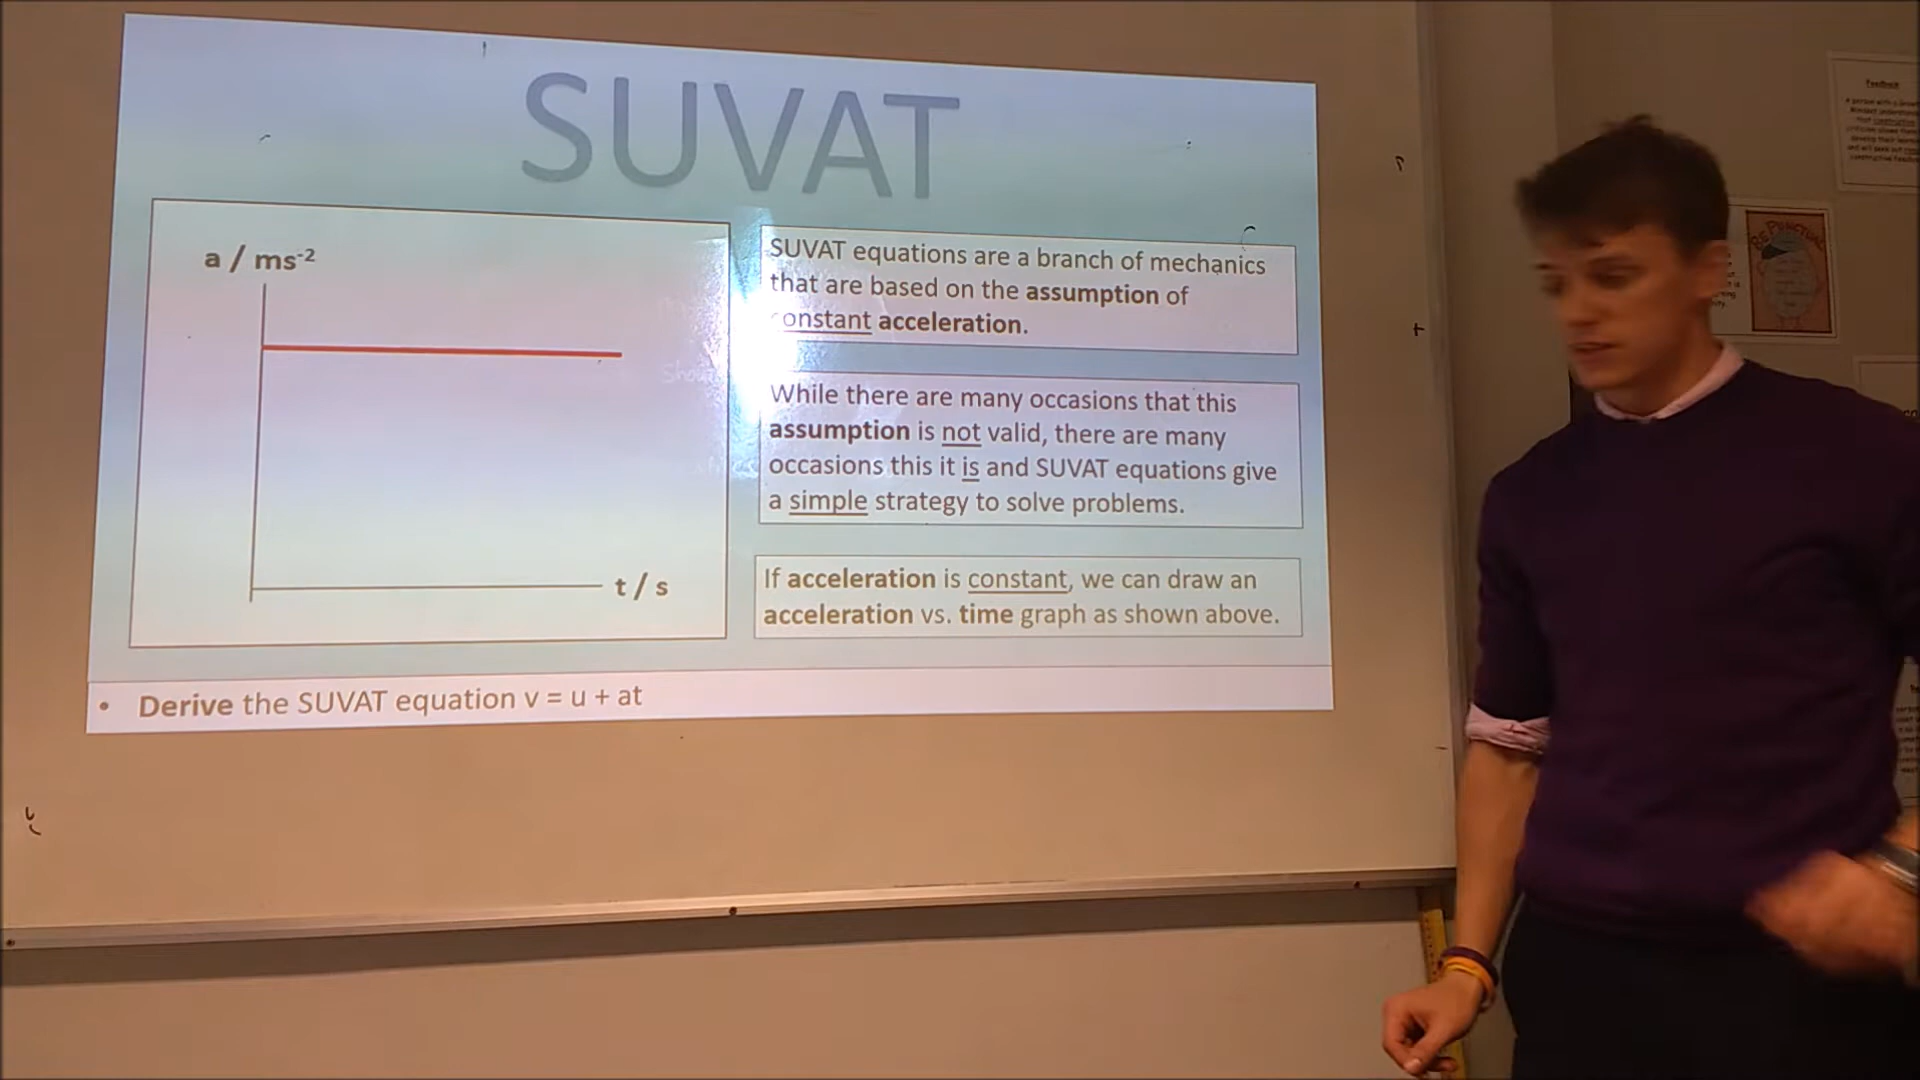 SUVAT
a / ms-2
t / s
SUVAT equations are a branch of mechanics
that are based on the assumption of
constant acceleration.
While there are many occasions that this
assumption is not valid, there are many
occasions this it is and SUVAT equations give
a simple strategy to solve problems.
If acceleration is constant, we can draw an
acceleration vs. time graph as shown above.
• Derive the SUVAT equation v = u + at
Feedback
BE PUNCTUAL